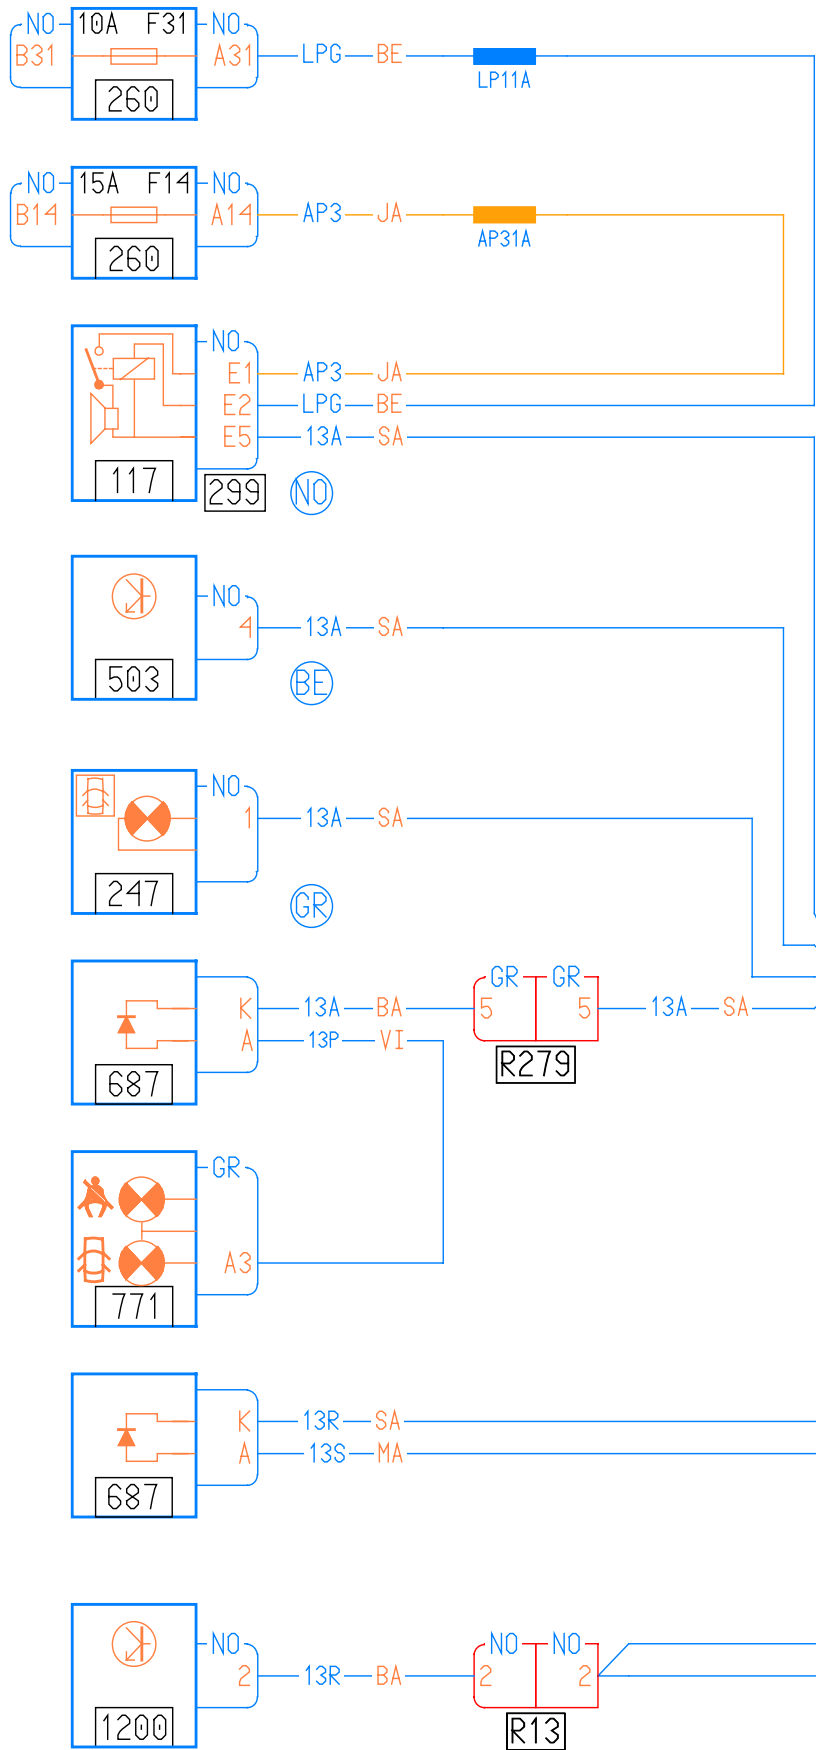 NO 10A F31 NO
B31 A31 LPG BE
LP11A
260
NO 15A F14 NO
B14 A14 AP3 JA
AP31A
260
NO
E1 AP3 JA
E2 LPG BE
E5 13A SA
117 299 NO
NO
4 13A SA
503 BE
NO
1 13A SA
247 GR
GR GR
K 13A BA 5 5 13A SA
A 13P VI
R279
687
GR
A3
771
K 13R SA
A 13S MA
687
NO NO NO
2 13R BA 2 2
1200 R13